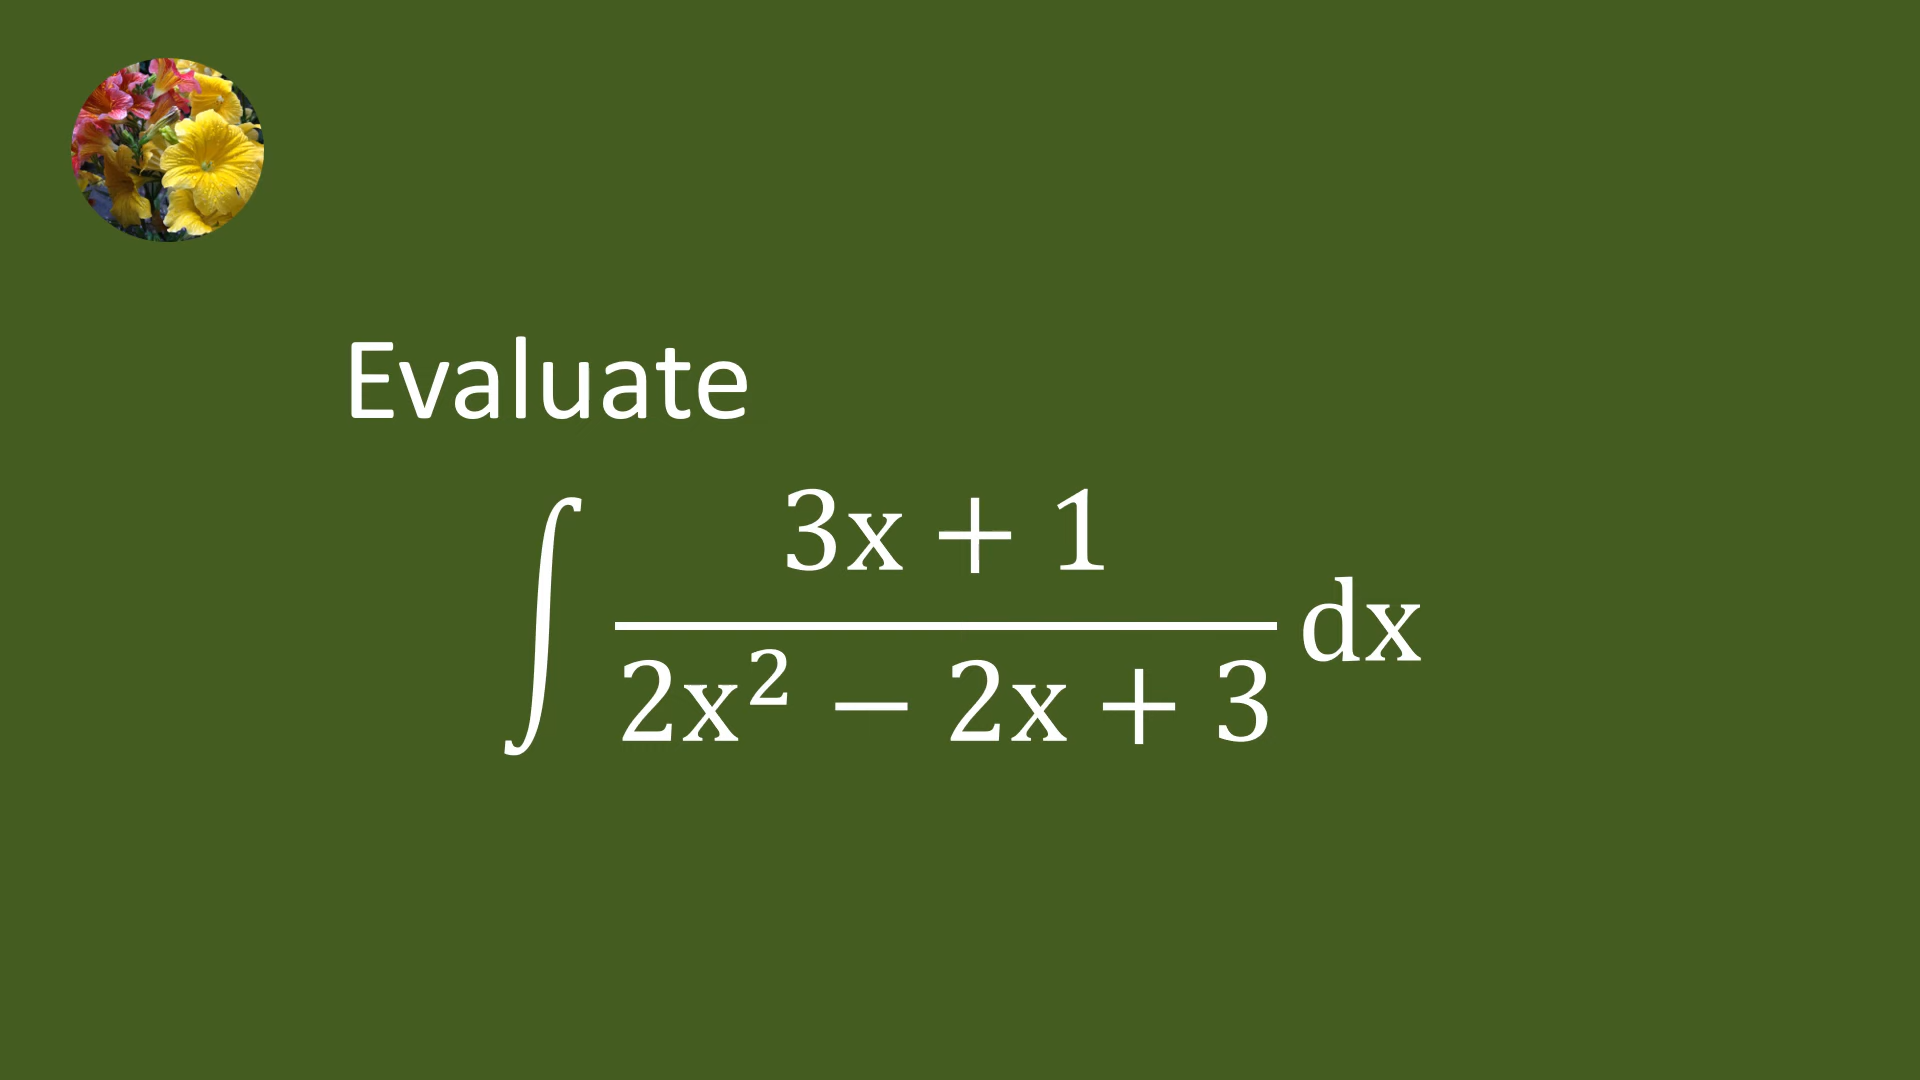 Evaluate
∫ (3x + 1)/(2x² − 2x + 3) dx